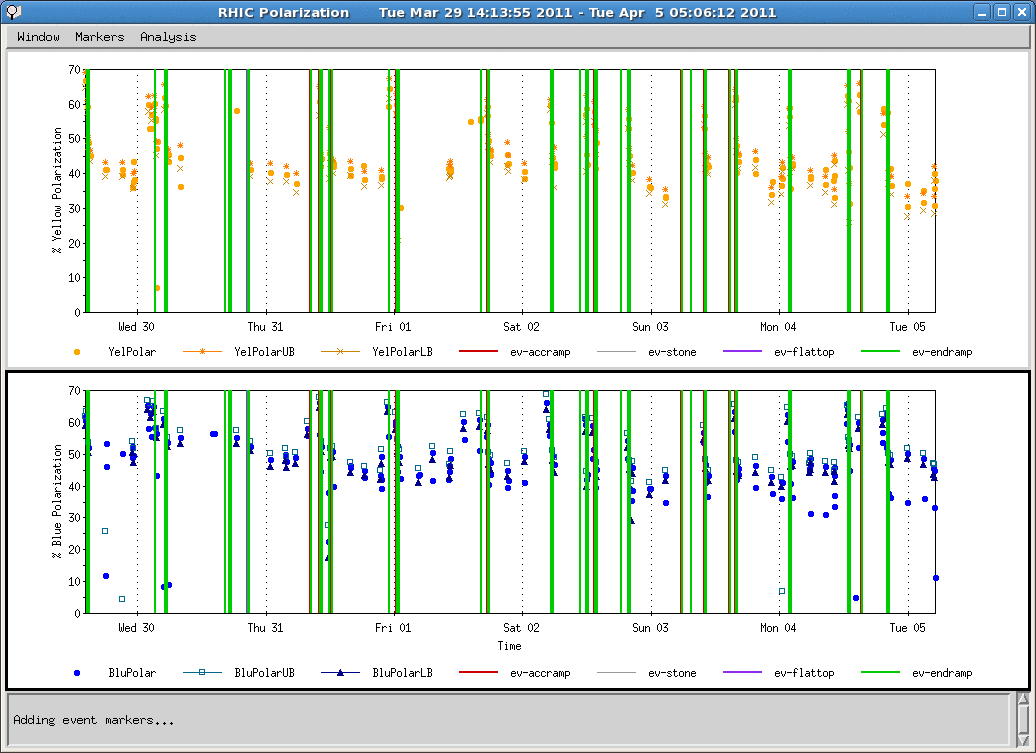 RHIC Polarization Tue Mar 29 14:13:55 2011 - Tue Apr 5 05:06:12 2011
Window Markers Analysis
% Yellow Polarization
70
60
50
40
30
20
10
0
Wed 30 Thu 31 Fri 01 Sat 02 Sun 03 Mon 04 Tue 05
YelPolar YelPolarUB YelPolarLB ev-accramp ev-stone ev-flattop ev-endramp
% Blue Polarization
70
60
50
40
30
20
10
0
Wed 30 Thu 31 Fri 01 Sat 02 Sun 03 Mon 04 Tue 05
Time
BluPolar BluPolarUB BluPolarLB ev-accramp ev-stone ev-flattop ev-endramp
Adding event markers...